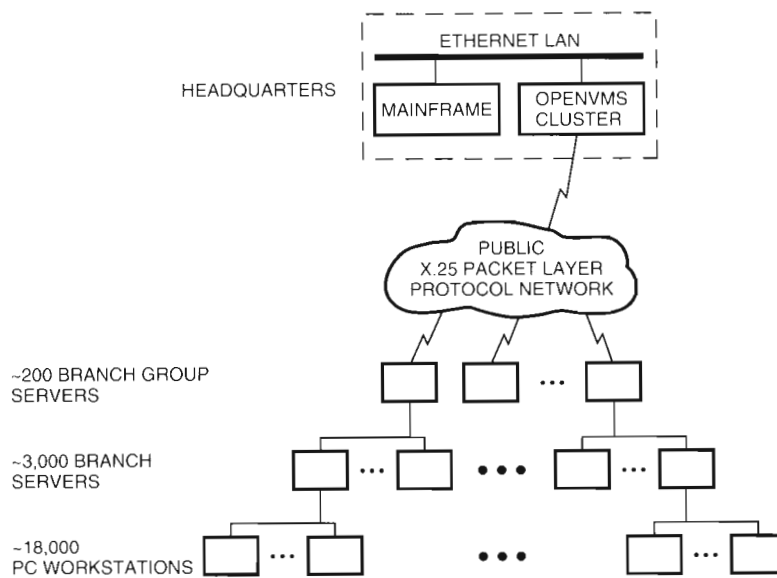 ETHERNET LAN
HEADQUARTERS
MAINFRAME
OPENVMS
CLUSTER
PUBLIC
X.25 PACKET LAYER
PROTOCOL NETWORK
~200 BRANCH GROUP
SERVERS
~3,000 BRANCH
SERVERS
~18,000
PC WORKSTATIONS